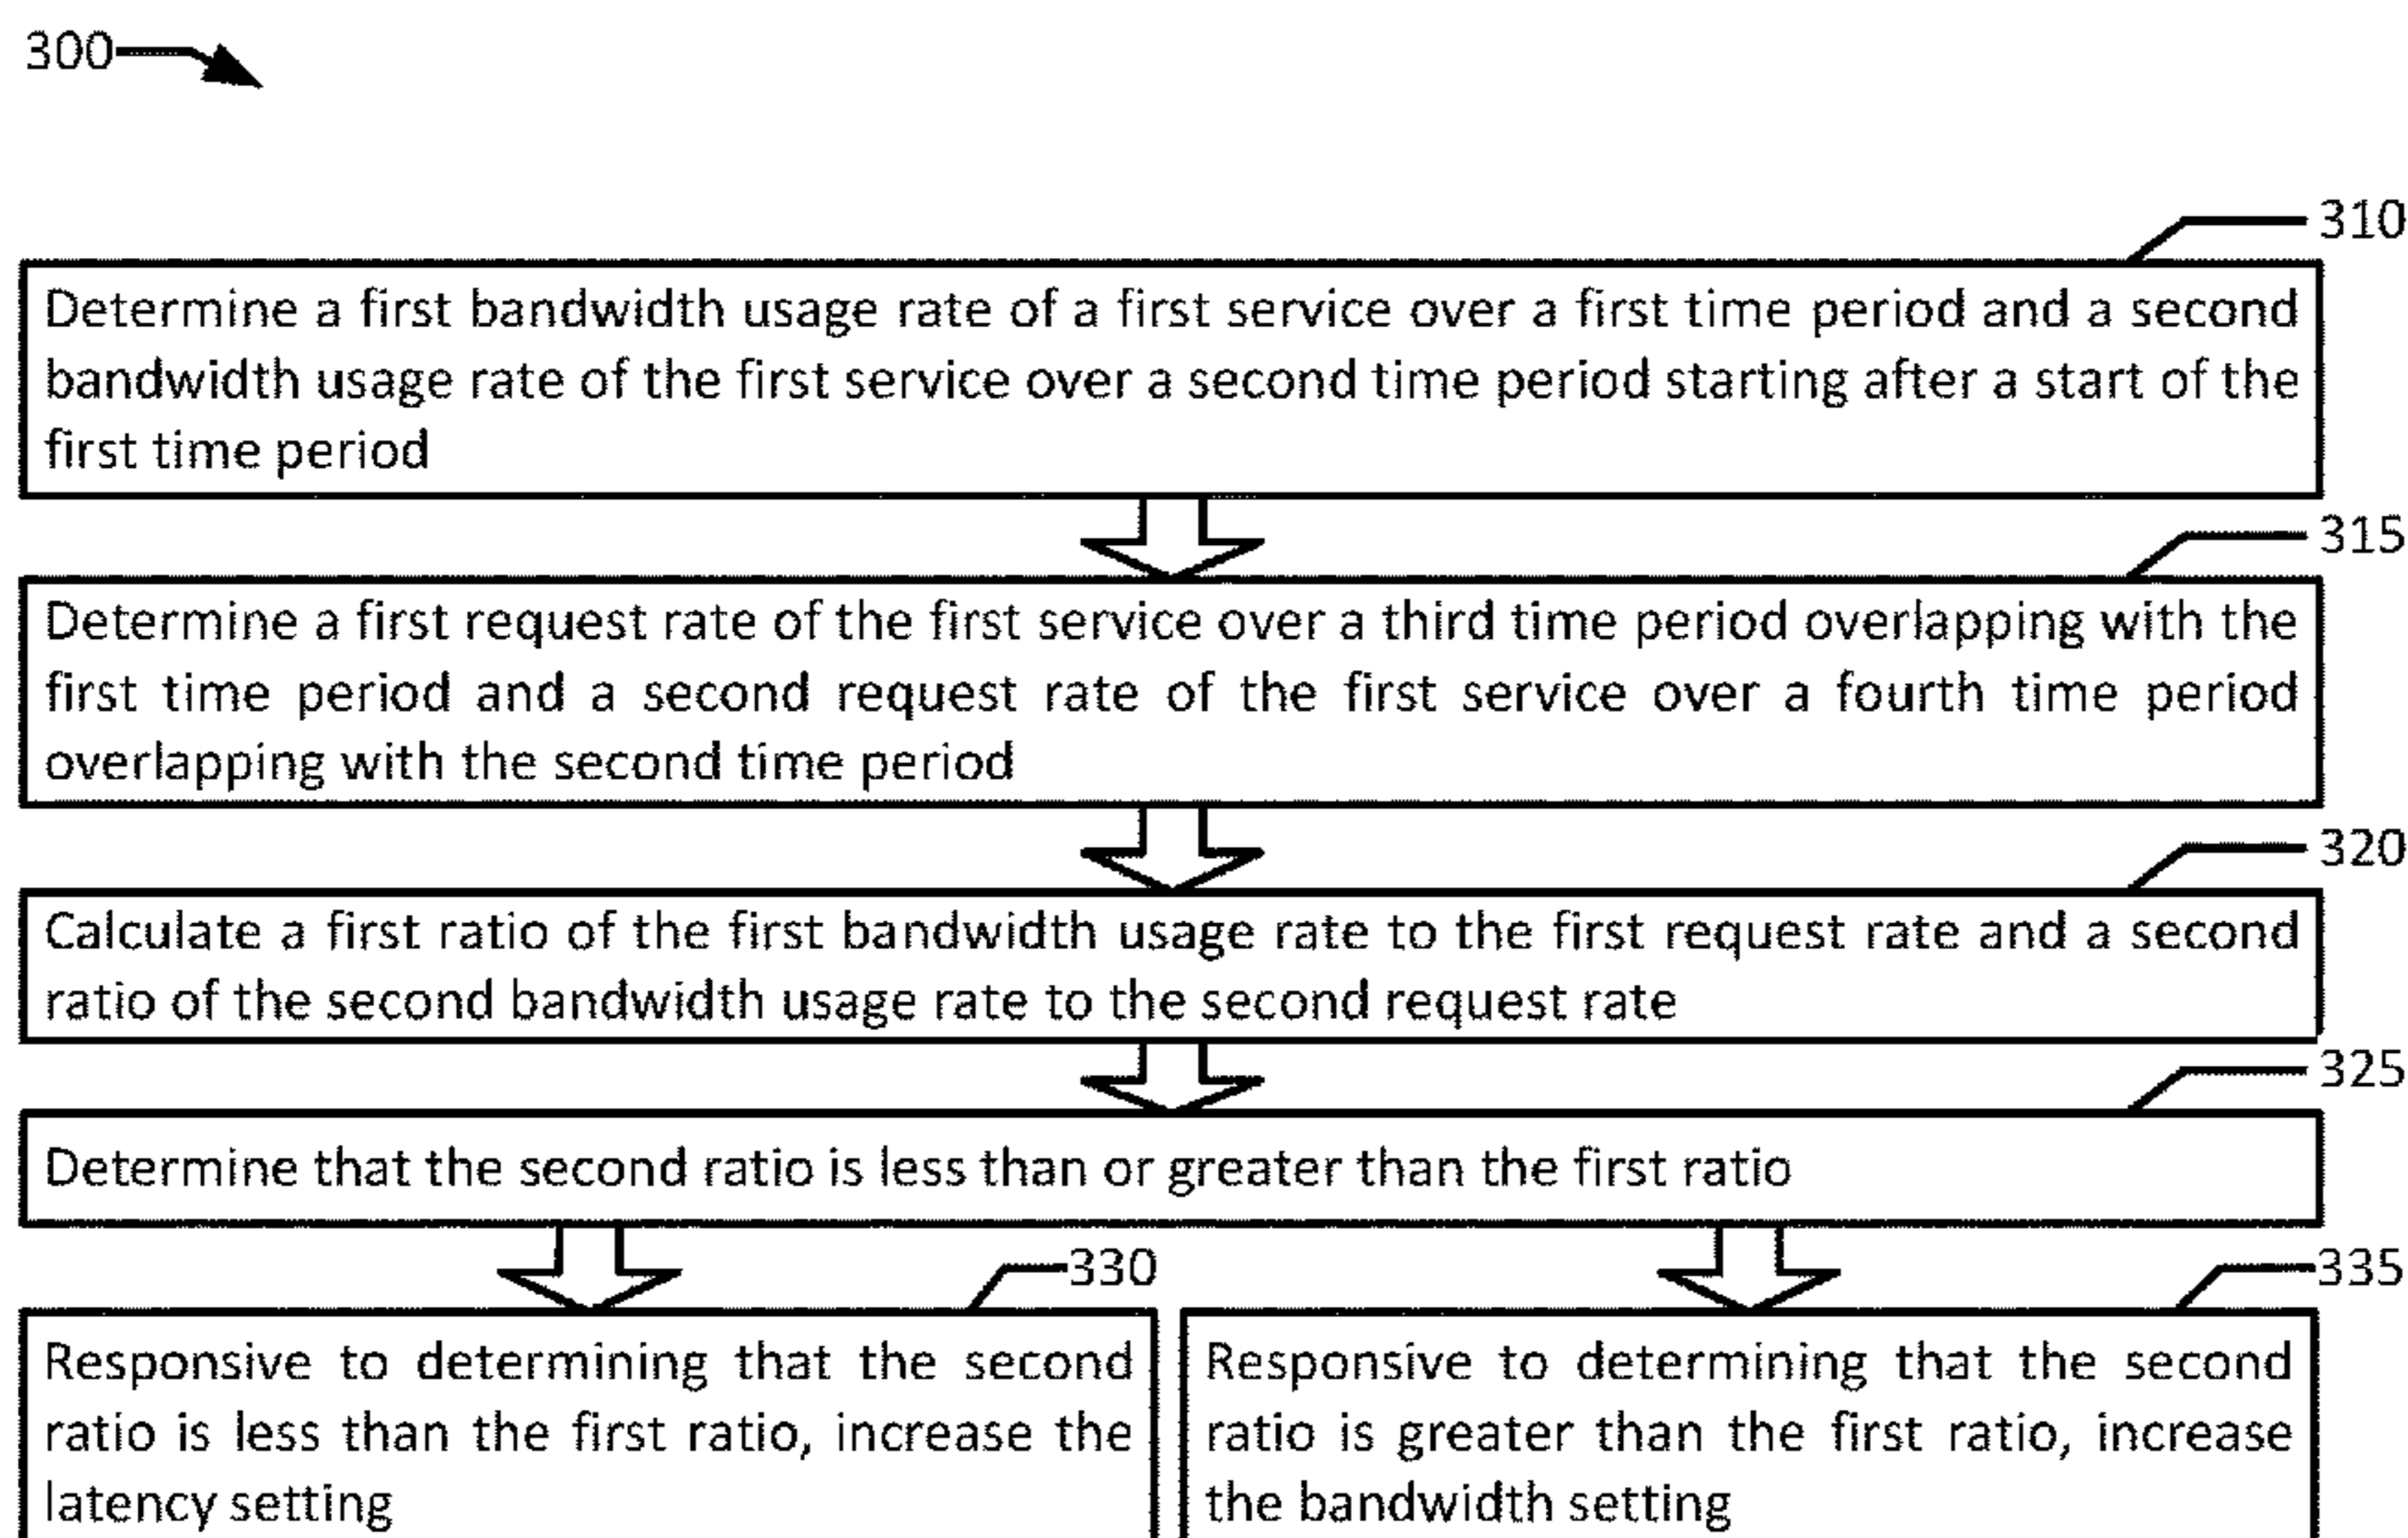 300
310
Determine a first bandwidth usage rate of a first service over a first time period and a second
bandwidth usage rate of the first service over a second time period starting after a start of the
first time period
315
Determine a first request rate of the first service over a third time period overlapping with the
first time period and a second request rate of the first service over a fourth time period
overlapping with the second time period
320
Calculate a first ratio of the first bandwidth usage rate to the first request rate and a second
ratio of the second bandwidth usage rate to the second request rate
325
Determine that the second ratio is less than or greater than the first ratio
330
Responsive to determining that the second
ratio is less than the first ratio, increase the
latency setting
335
Responsive to determining that the second
ratio is greater than the first ratio, increase
the bandwidth setting